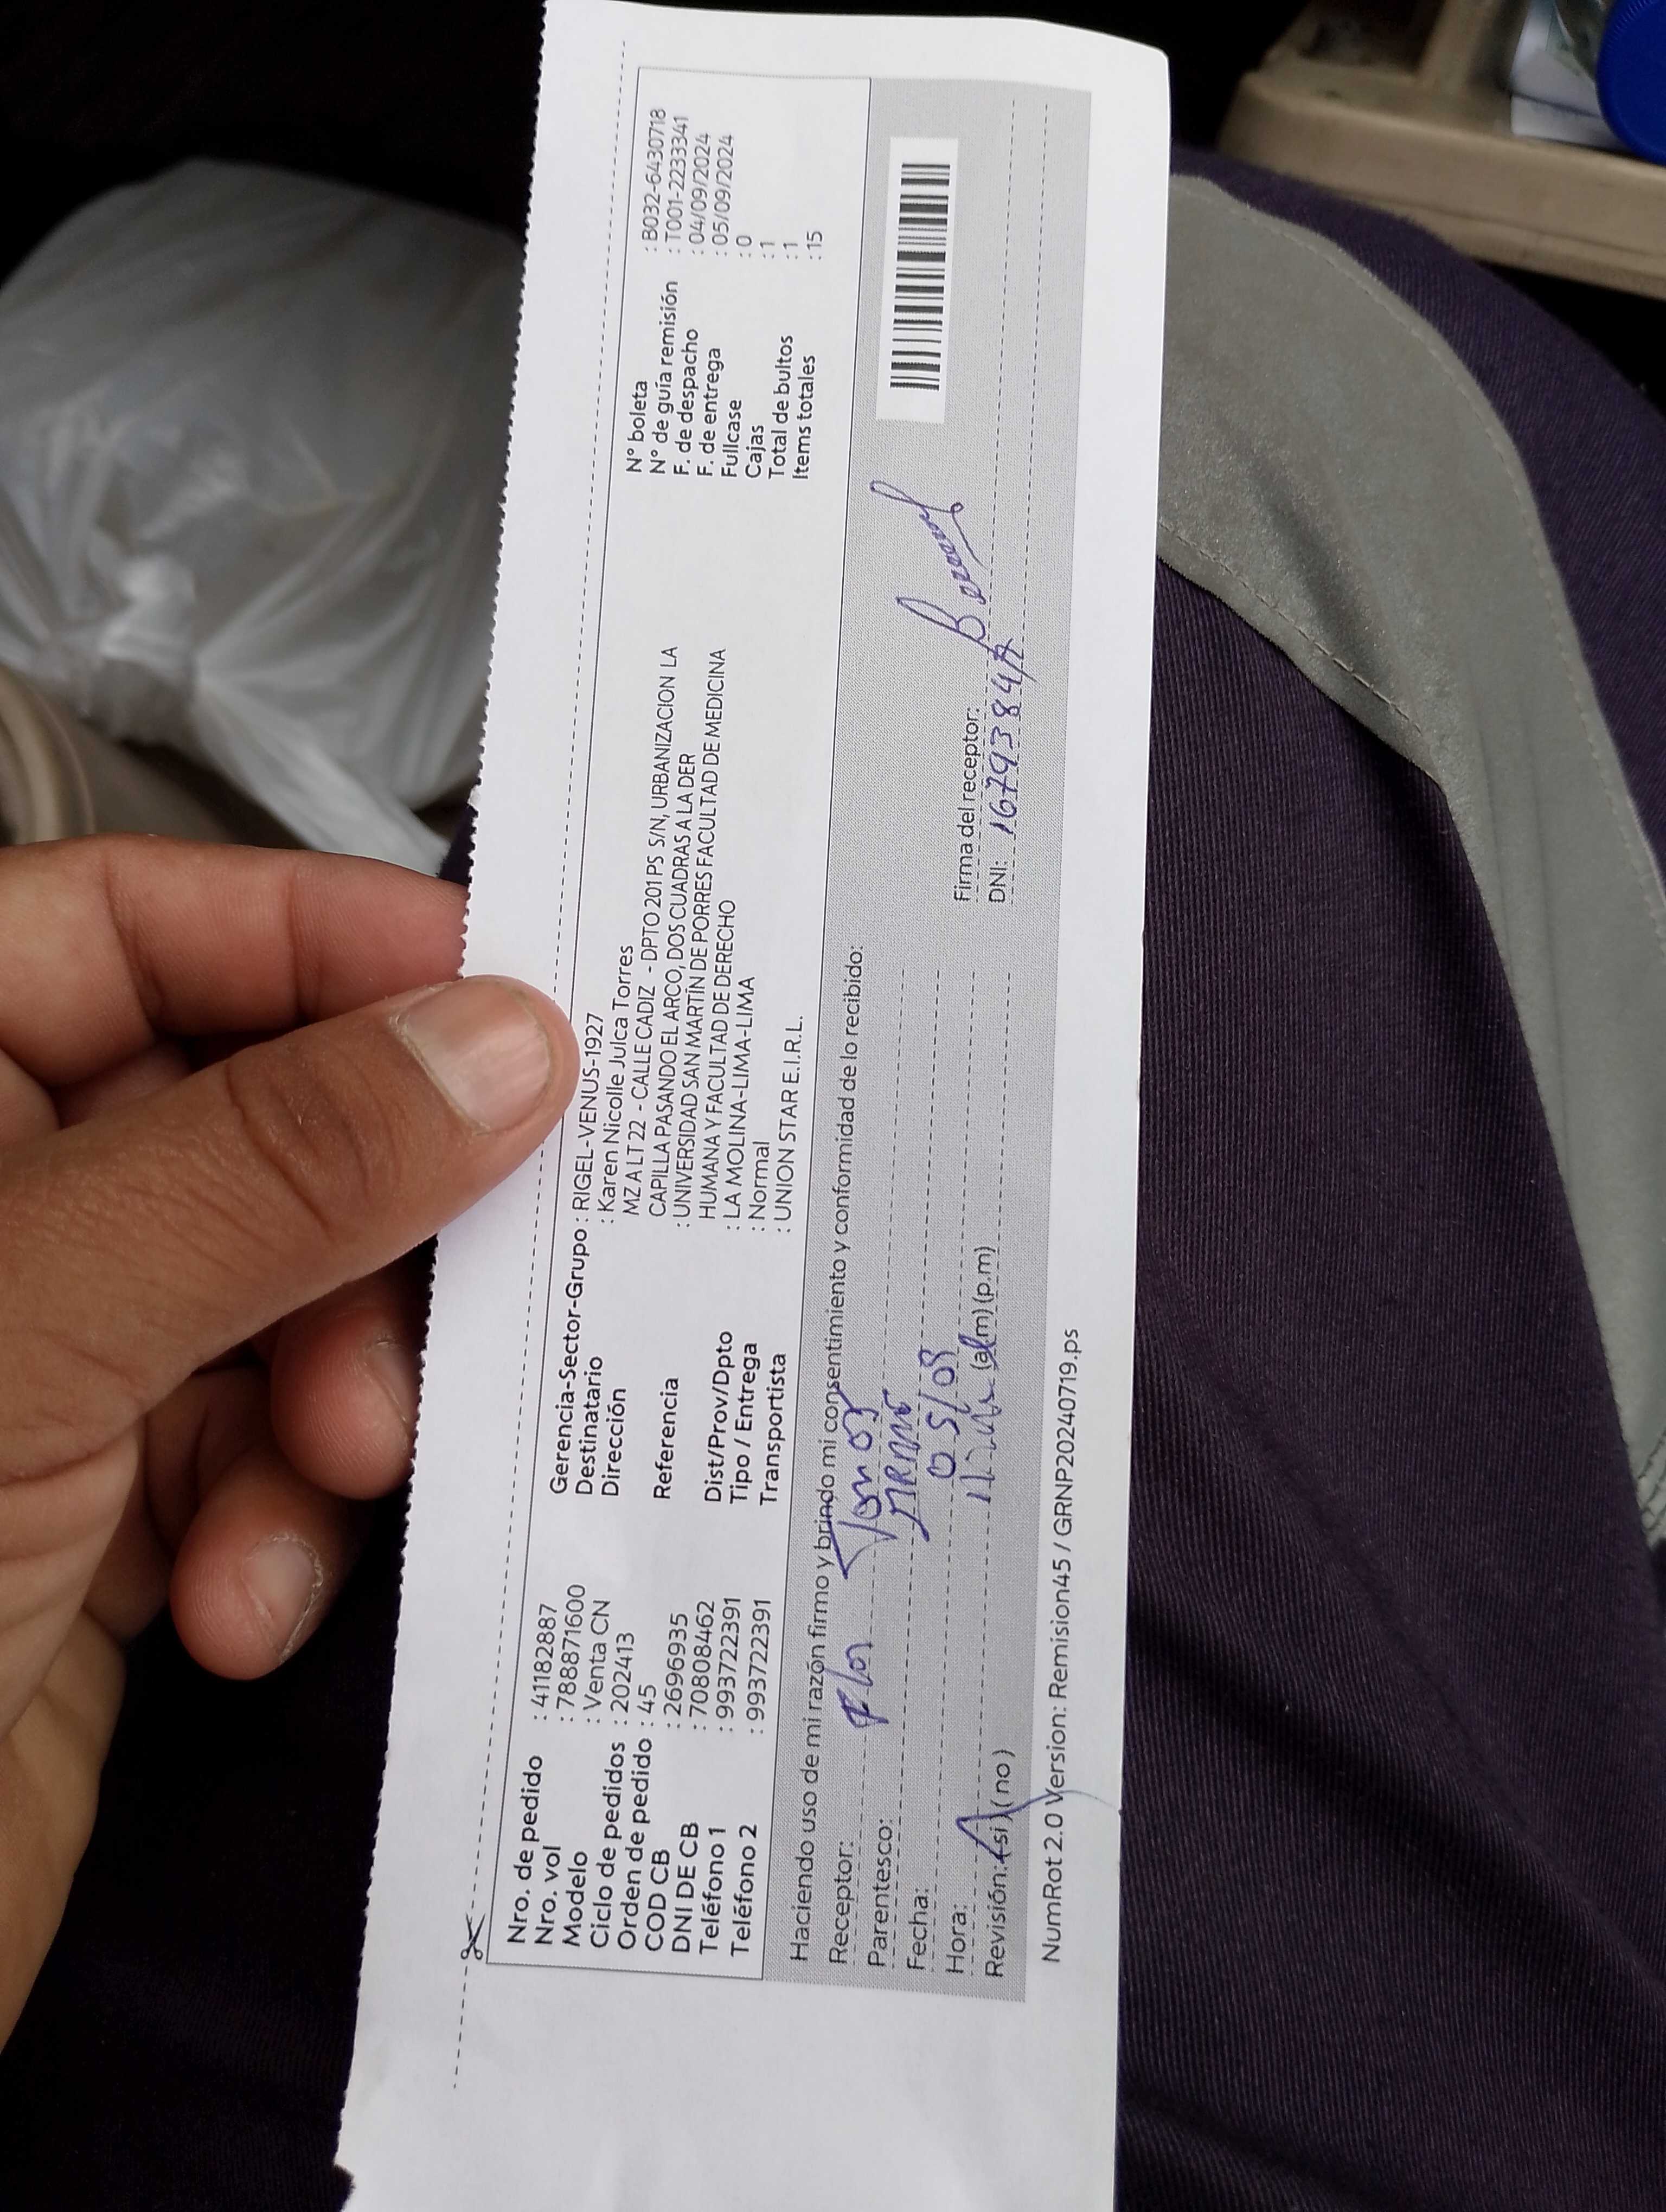 Nro. de pedido : 41182887
Nro. vol : 788871600
Modelo : Venta CN
Ciclo de pedidos : 202413
Orden de pedido : 45
COD CB : 2696935
DNI DE CB : 70808462
Teléfono 1 : 993722391
Teléfono 2 : 993722391
Gerencia-Sector-Grupo : RIGEL-VENUS-1927
Destinatario : Karen Nicolle Julca Torres
Dirección MZ A LT 22 - CALLE CADIZ - DPTO 201 PS S/N, URBANIZACION LA
CAPILLA PASANDO EL ARCO, DOS CUADRAS A LA DER
Referencia : UNIVERSIDAD SAN MARTÍN DE PORRES FACULTAD DE MEDICINA
HUMANA Y FACULTAD DE DERECHO
Dist/Prov/Dpto : LA MOLINA-LIMA-LIMA
Tipo / Entrega : Normal
Transportista : UNION STAR E.I.R.L.
N° boleta : B032-6430718
N° de guía remisión : T001-2233341
F. de despacho : 04/09/2024
F. de entrega : 05/09/2024
Fullcase : 0
Cajas : 1
Total de bultos : 1
Items totales : 15
Haciendo uso de mi razón firmo y brindo mi consentimiento y conformidad de lo recibido:
Receptor: Flor
Parentesco:
Fecha: 05/09
Hora: (a.m) (p.m)
Revisión: (si) (no)
Firma del receptor:
DNI:
NumRot 2.0 Version: Remision45 / GRNP20240719.ps